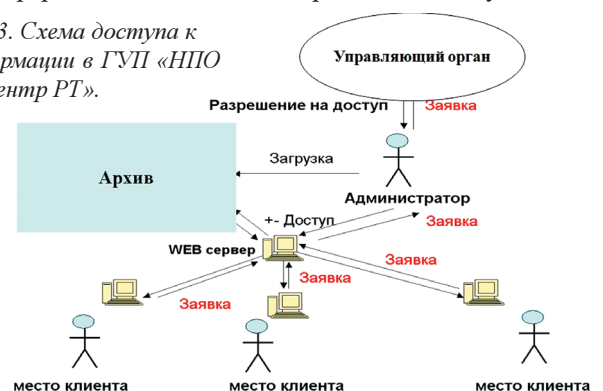 3. Схема доступа к
рмации в ГУП «НПО
ентр РТ».
Управляющий орган
Разрешение на доступ
Заявка
Загрузка
Архив
Администратор
+- Доступ
Заявка
WEB сервер
Заявка
Заявка
Заявка
место клиента
место клиента
место клиента